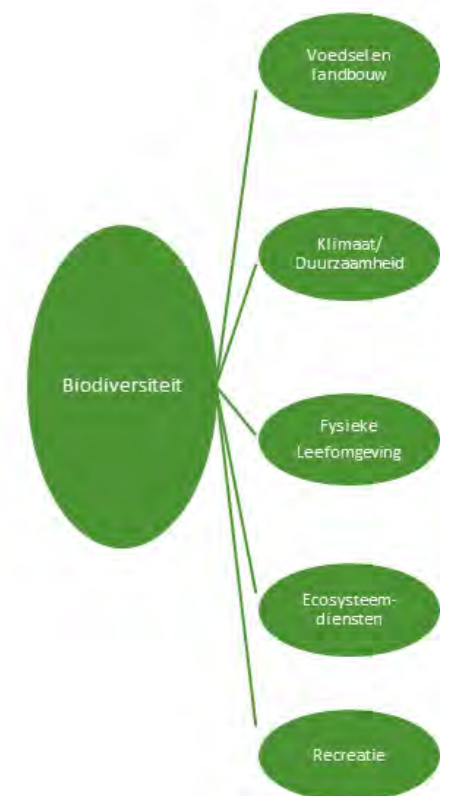 Voedsel en
landbouw
Klimaat/
Duurzaamheid
Biodiversiteit
Fysieke
Leefomgeving
Ecosysteem-
diensten
Recreatie